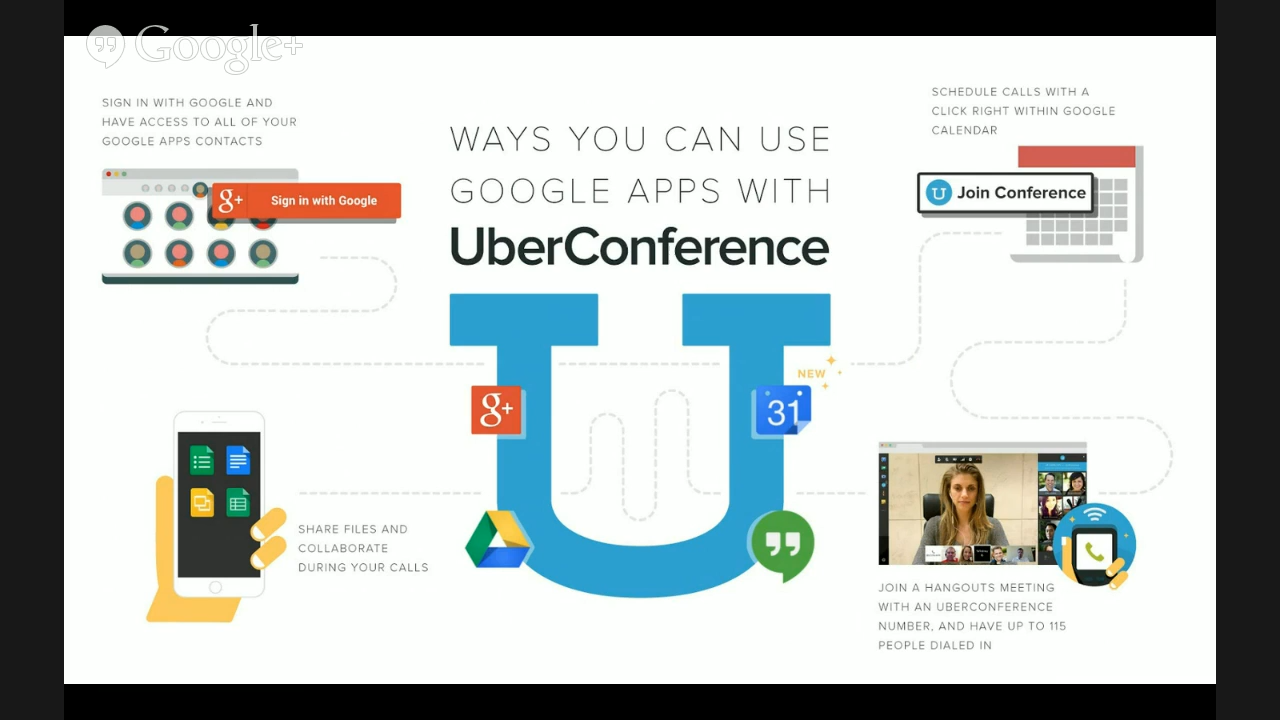 Google+
SIGN IN WITH GOOGLE AND
HAVE ACCESS TO ALL OF YOUR
GOOGLE APPS CONTACTS
g+ Sign in with Google
WAYS YOU CAN USE
GOOGLE APPS WITH
UberConference
SCHEDULE CALLS WITH A
CLICK RIGHT WITHIN GOOGLE
CALENDAR
U Join Conference
NEW
g+
31
SHARE FILES AND
COLLABORATE
DURING YOUR CALLS
JOIN A HANGOUTS MEETING
WITH AN UBERCONFERENCE
NUMBER, AND HAVE UP TO 115
PEOPLE DIALED IN